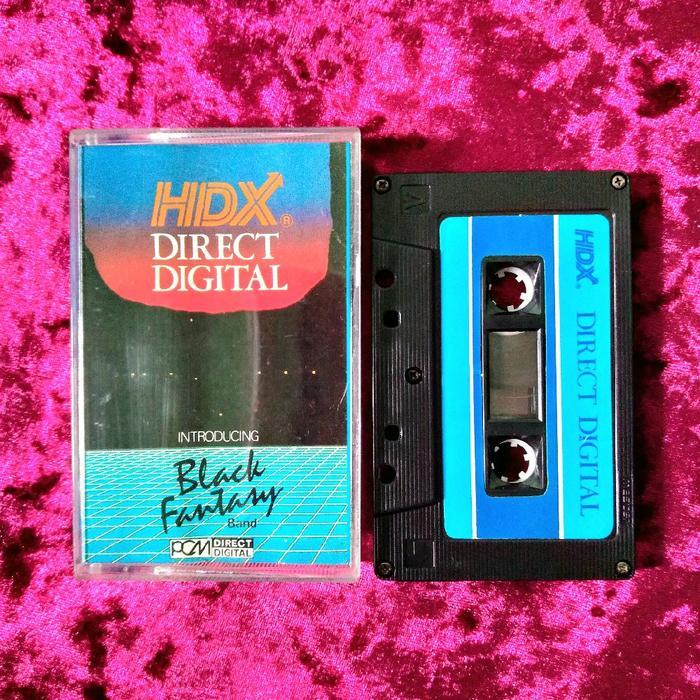 HDX®
DIRECT
DIGITAL
INTRODUCING
Black
Fantasy
Band
PCM DIRECT
DIGITAL
HDX® DIRECT DIGITAL
A